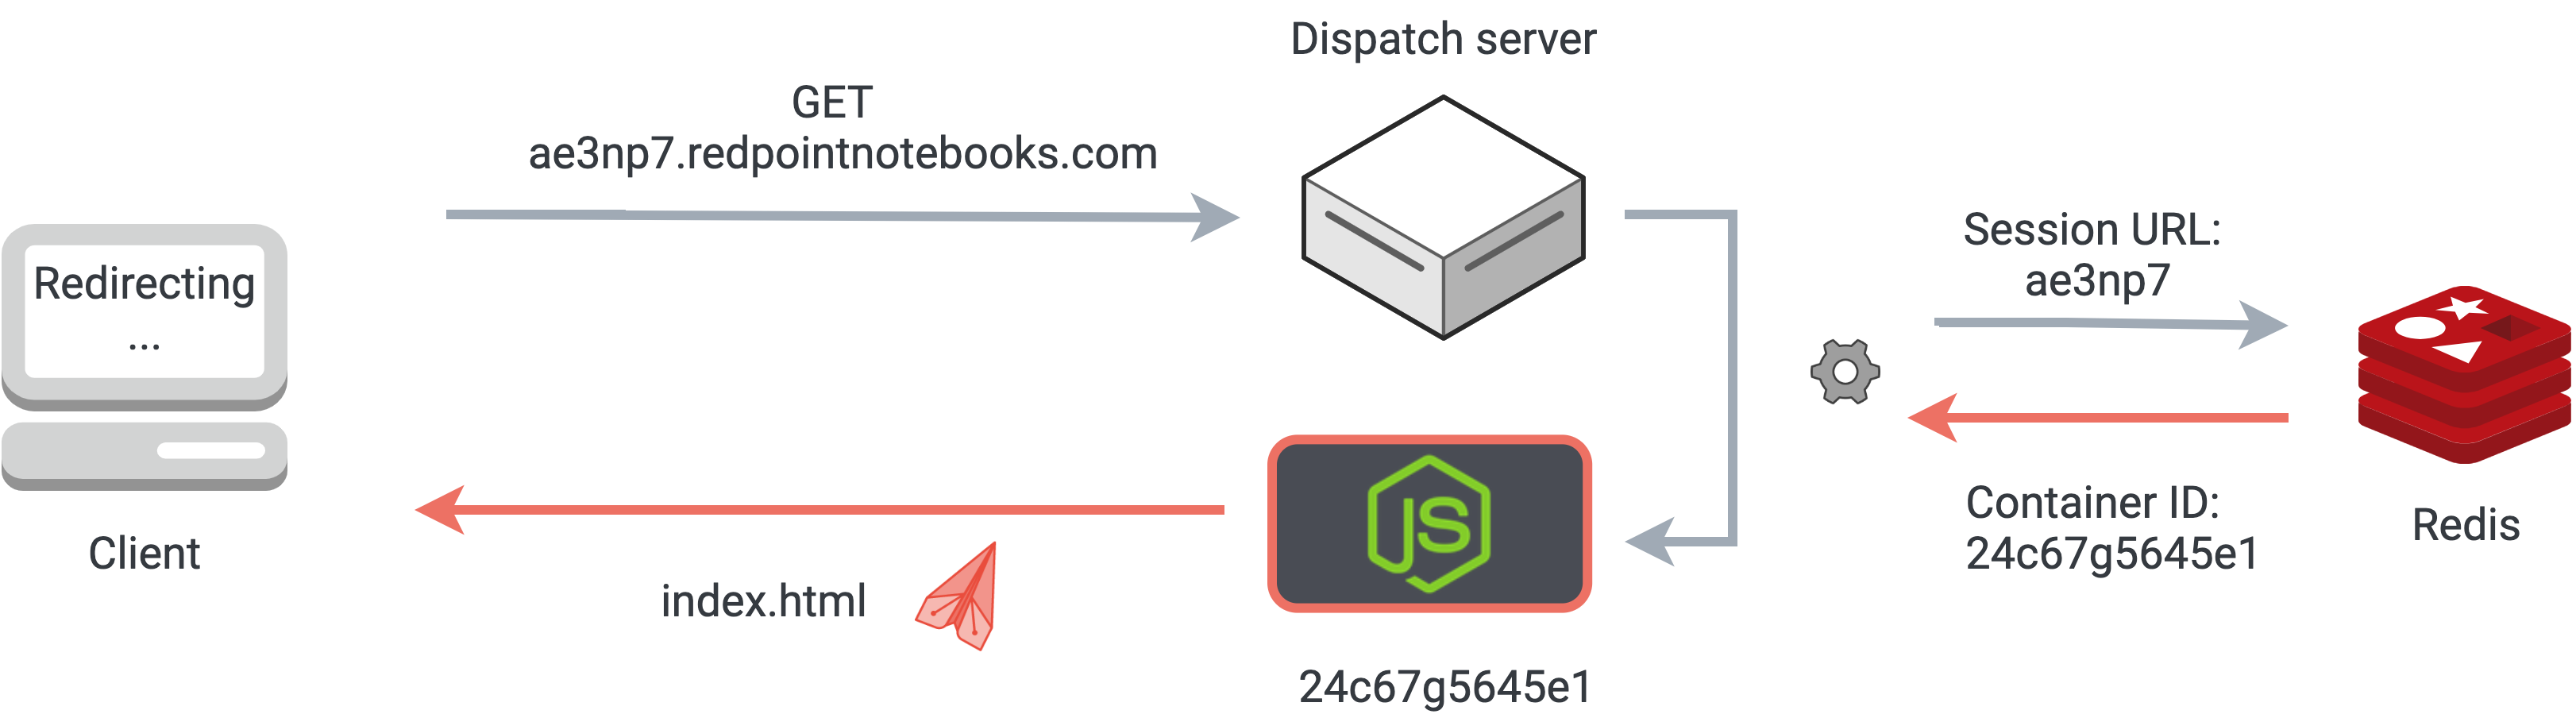 Dispatch server
GET
ae3np7.redpointnotebooks.com
Redirecting
...
Client
Session URL:
ae3np7
Container ID:
24c67g5645e1
Redis
JS
index.html
24c67g5645e1